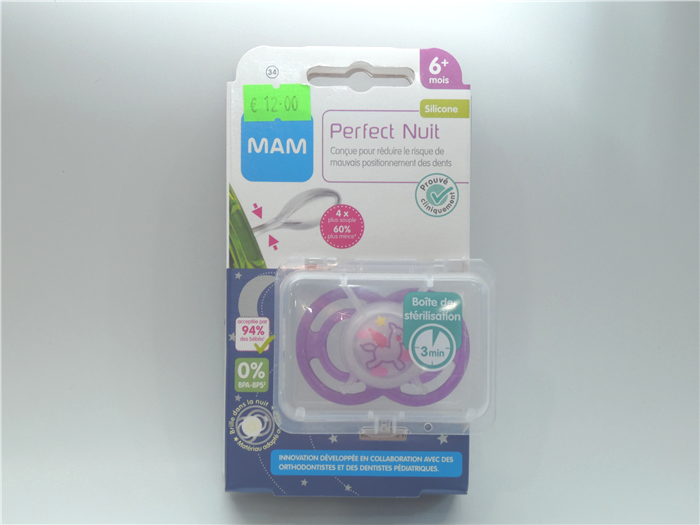 34
€ 12.00
6+
mois
Silicone
MAM
Perfect Nuit
Conçue pour réduire le risque de
mauvais positionnement des dents
Prouvé
cliniquement
4 x
plus souple
60%
plus mince
Boîte de
stérilisation
3 min
acceptée par
94%
des bébés
0%
BPA-BPS
Brille dans la nuit
Matériau adapté
INNOVATION DÉVELOPPÉE EN COLLABORATION AVEC DES
ORTHODONTISTES ET DES DENTISTES PÉDIATRIQUES.